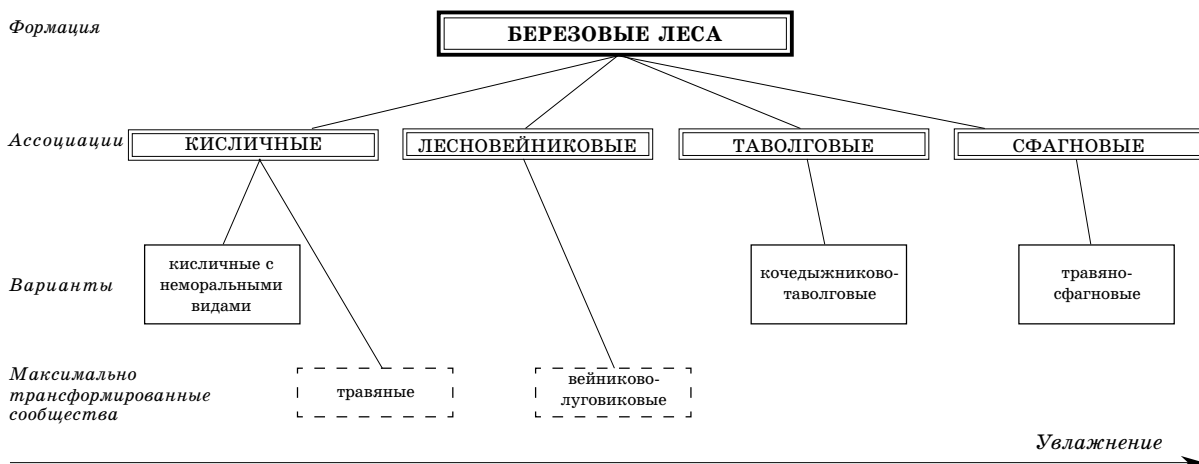 Формация
БЕРЕЗОВЫЕ ЛЕСА
Ассоциации
КИСЛИЧНЫЕ
ЛЕСНОВЕЙНИКОВЫЕ
ТАВОЛГОВЫЕ
СФАГНОВЫЕ
Варианты
кисличные с
неморальными
видами
кочедыжниково-
таволговые
травяно-
сфагновые
Максимально
трансформированные
сообщества
травяные
вейниково-
луговиковые
Увлажнение